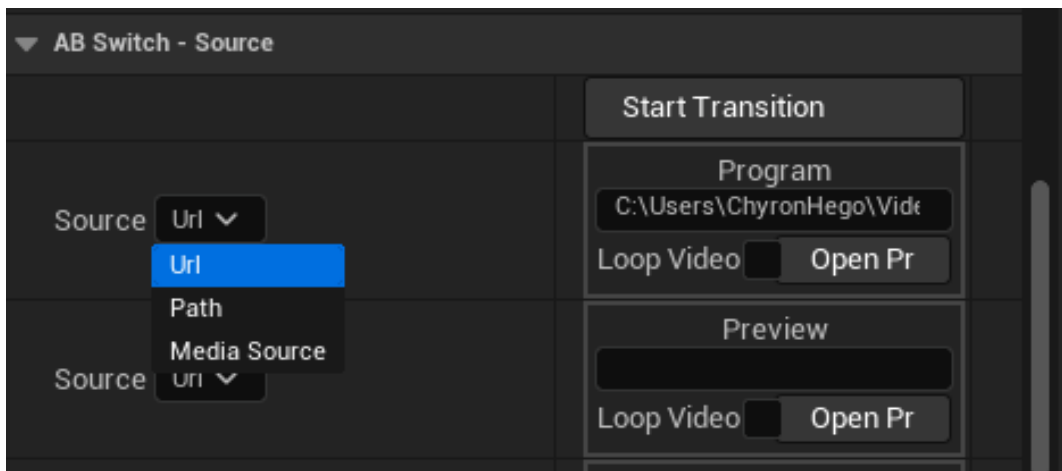 AB Switch - Source
Start Transition
Program
Source Url
C:\Users\ChyronHego\Vide
Url
Loop Video Open Pr
Path
Preview
Media Source
Source Url
Loop Video Open Pr